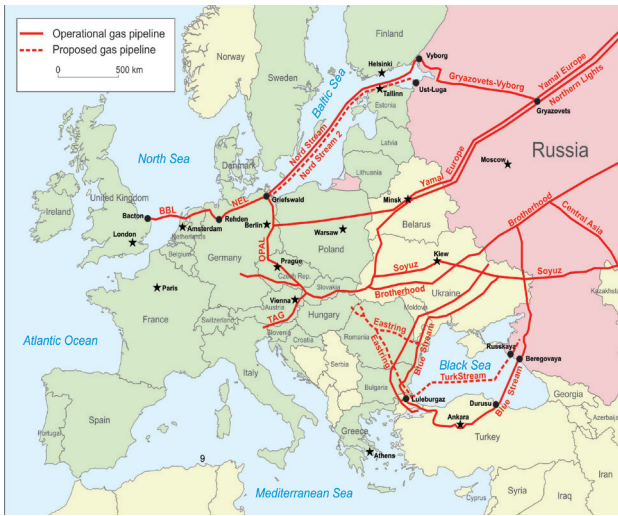 Operational gas pipeline
Proposed gas pipeline
0 500 km
Norway
Sweden
Finland
Helsinki
Vyborg
Gryazovets-Vyborg
Yamal Europe
Northern Lights
Baltic Sea
Tallinn
Ust-Luga
Estonia
Gryazovets
Nord Stream
Nord Stream 2
Latvia
Russia
North Sea
Denmark
Lithuania
Moscow
Yamal Europe
Ireland
United Kingdom
BBL
NEL
Griefswald
Minsk
Bacton
Rehden
Belarus
Brotherhood
Central Asia
London
Amsterdam
Netherlands
Berlin
Warsaw
Poland
Belgium
Germany
OPAL
Prague
Czech Rep.
Kiew
Soyuz
Soyuz
Brotherhood
Ukraine
Kazakhstan
Paris
Slovakia
Vienna
Austria
Moldova
France
Switzerland
TAG
Hungary
Atlantic Ocean
Slovenia
Croatia
Romania
Eastring
Eastring
Blue Stream
Russkaya
Black Sea
Beregovaya
Italy
Serbia
TurkStream
Blue Stream
Bulgaria
Luleburgaz
Durusu
Georgia
Spain
Portugal
Ankara
Azerbaijan
Greece
Turkey
Athens
9
Iran
Mediterranean Sea
Cyprus
Syria
Iraq
Iran